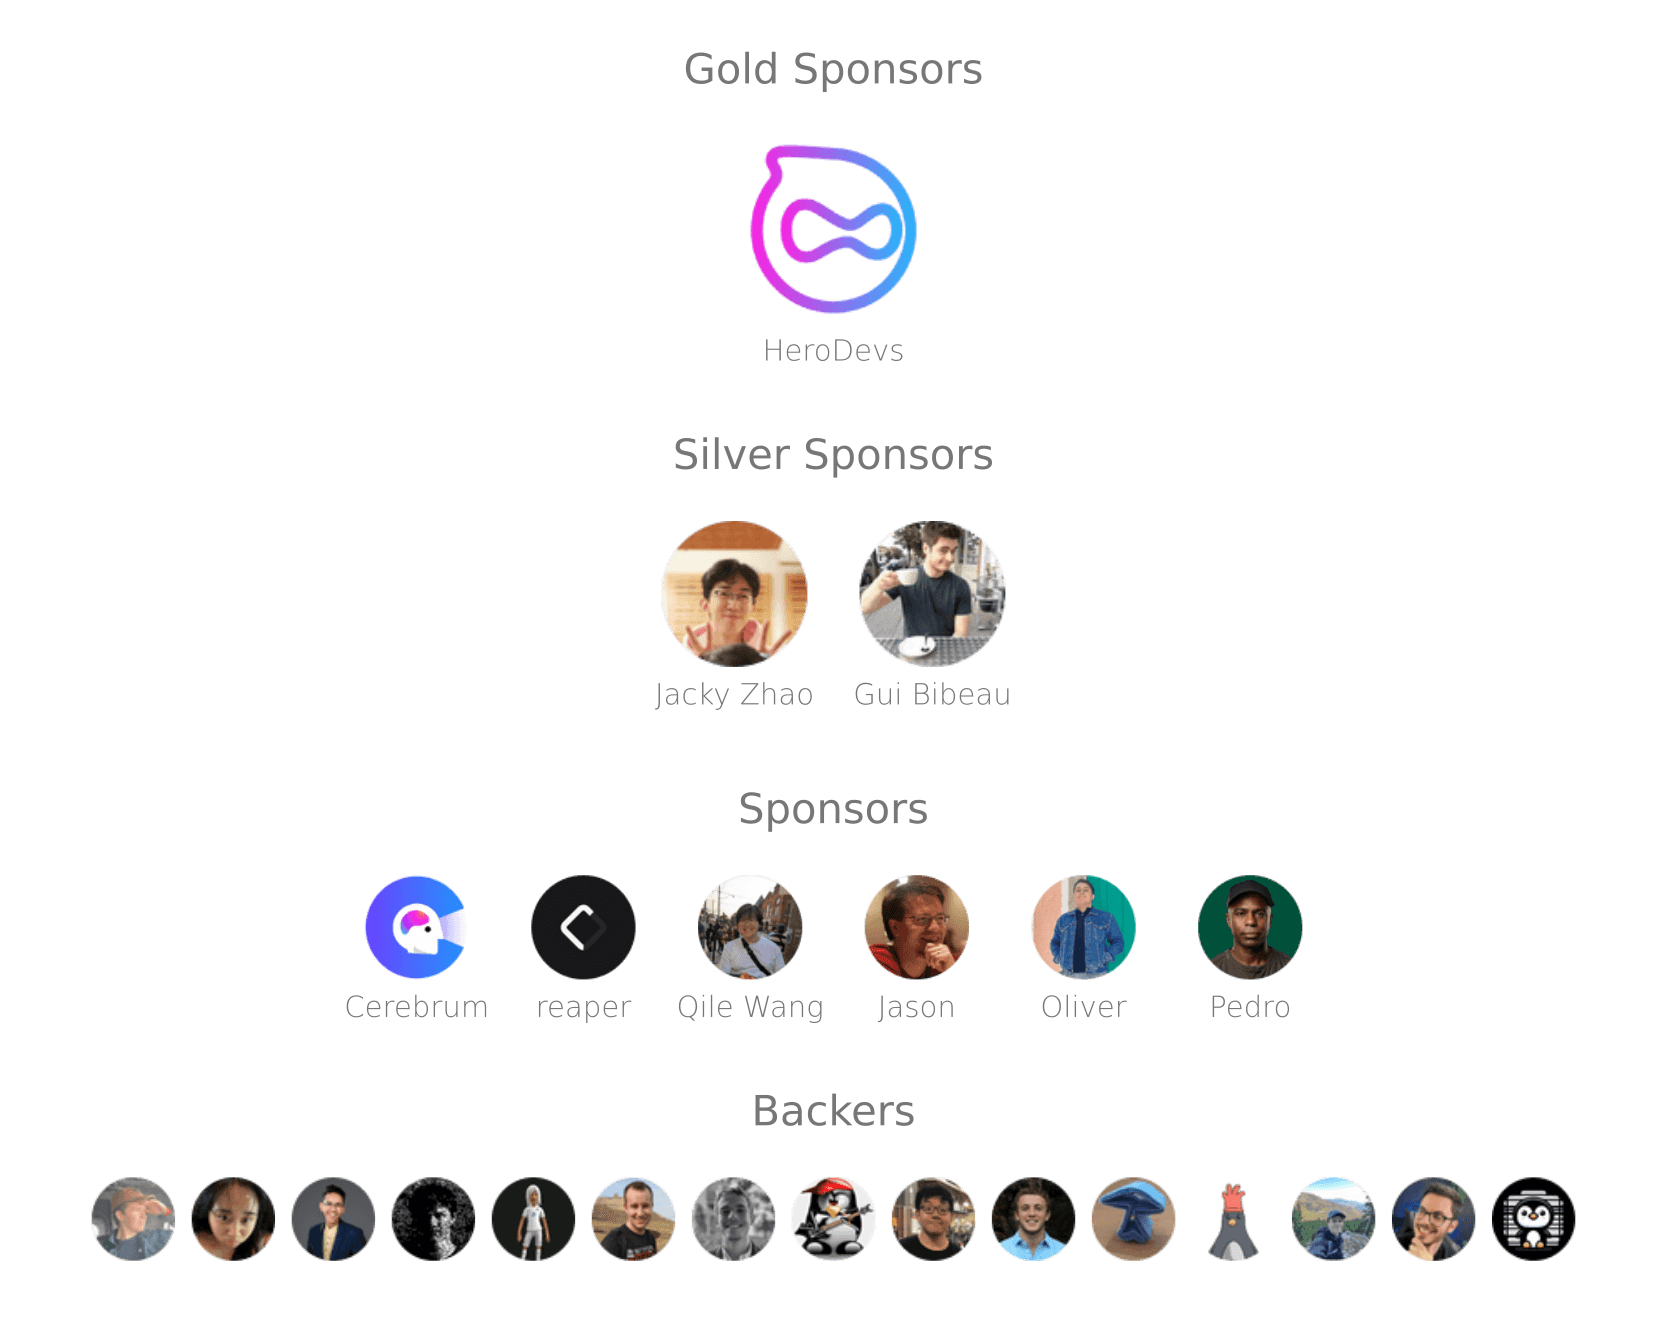 Gold Sponsors
HeroDevs
Silver Sponsors
Jacky Zhao Gui Bibeau
Sponsors
Cerebrum reaper Qile Wang Jason Oliver Pedro
Backers